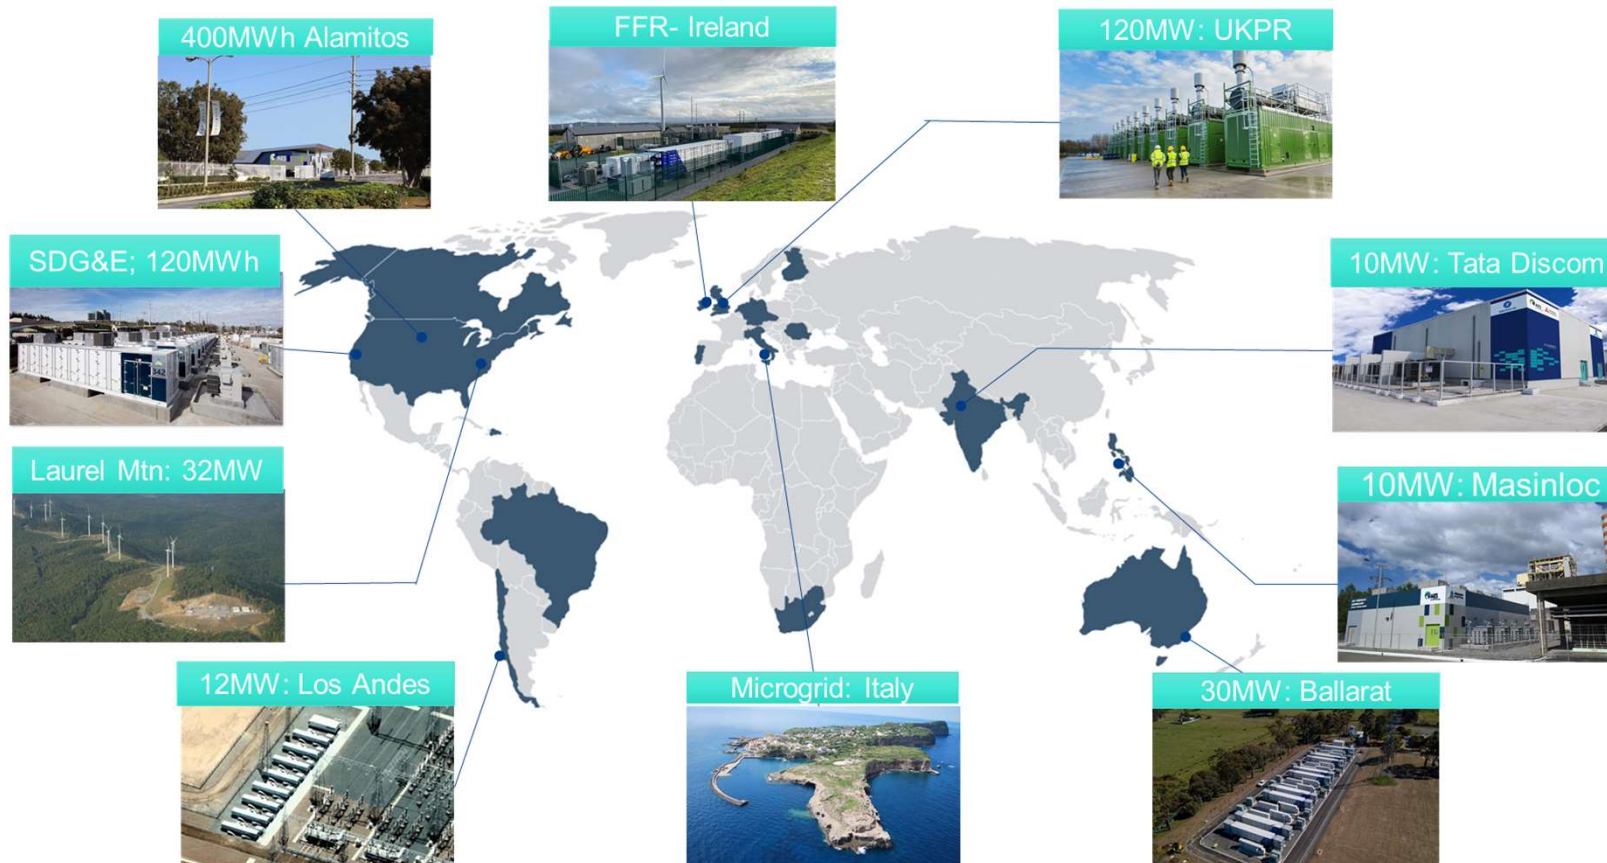 400MWh Alamitos
FFR- Ireland
120MW: UKPR
SDG&E; 120MWh
10MW: Tata Discom
Laurel Mtn: 32MW
10MW: Masinloc
12MW: Los Andes
Microgrid: Italy
30MW: Ballarat